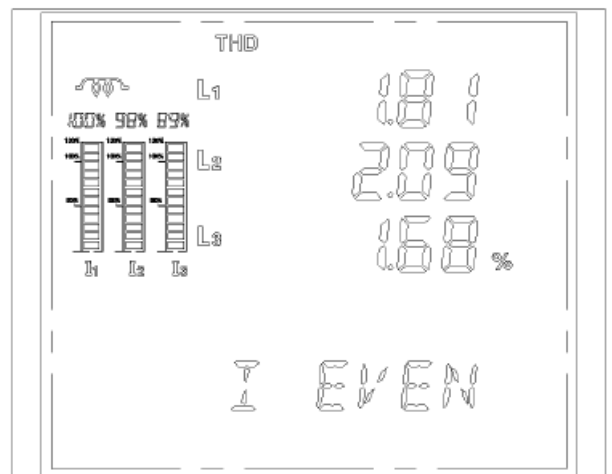 THD
L1 1.81
100% 98% 89%
L2 2.09
L3 1.68 %
I1 I2 I3
I EVEN